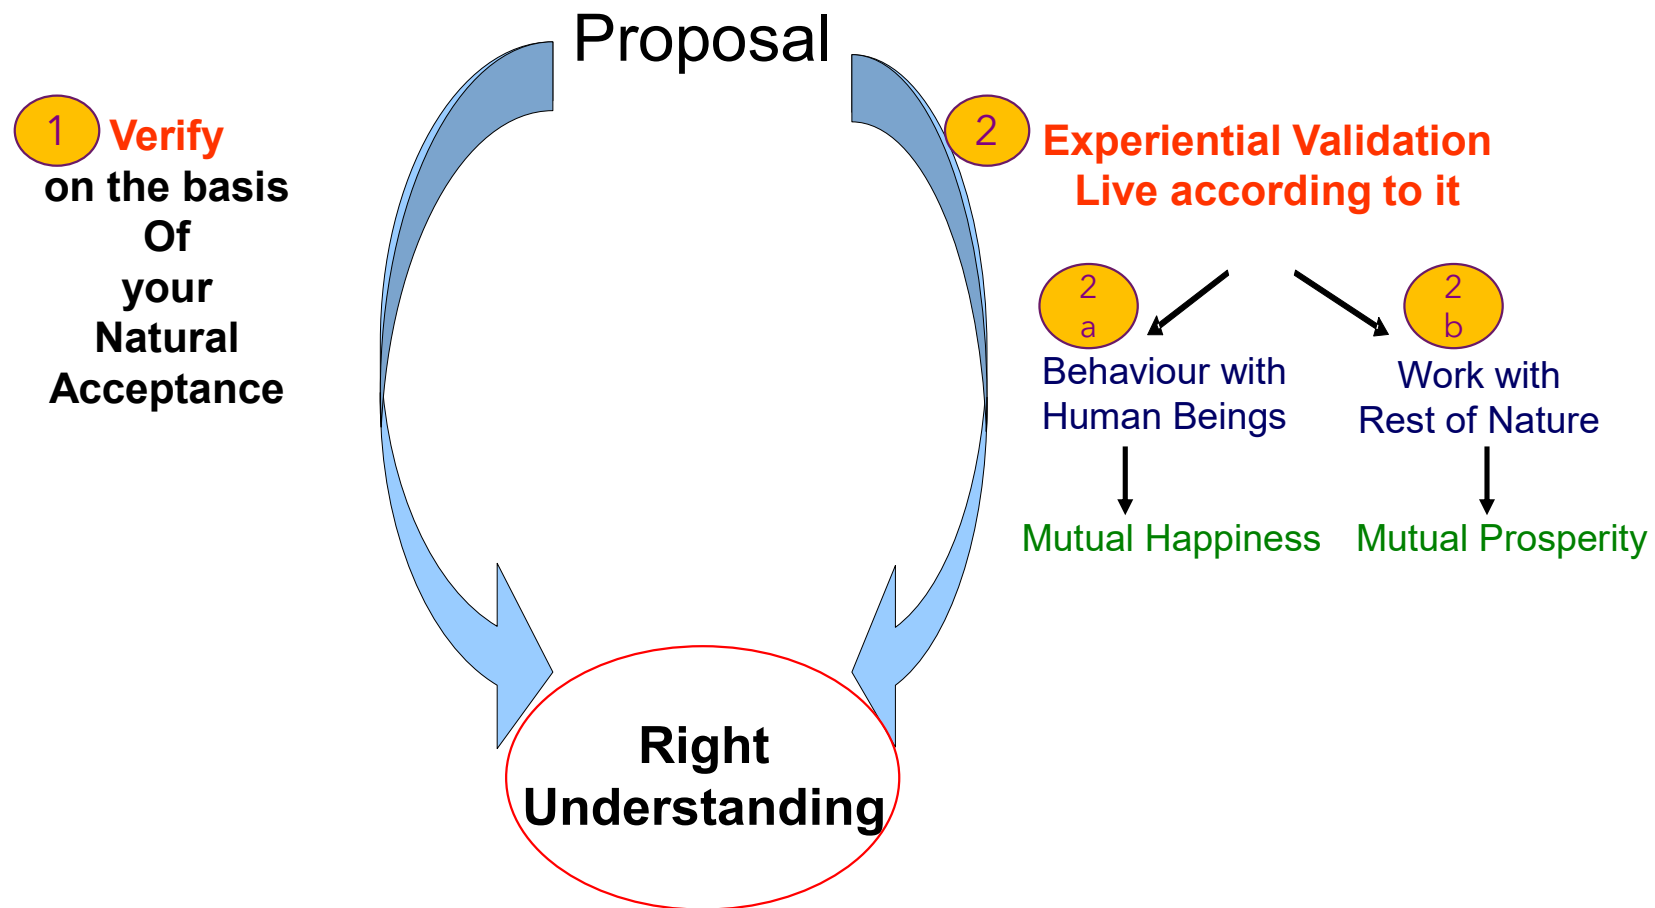 Proposal
1 Verify
on the basis
Of
your
Natural
Acceptance
2 Experiential Validation
Live according to it
2
a
Behaviour with
Human Beings
Mutual Happiness
2
b
Work with
Rest of Nature
Mutual Prosperity
Right
Understanding